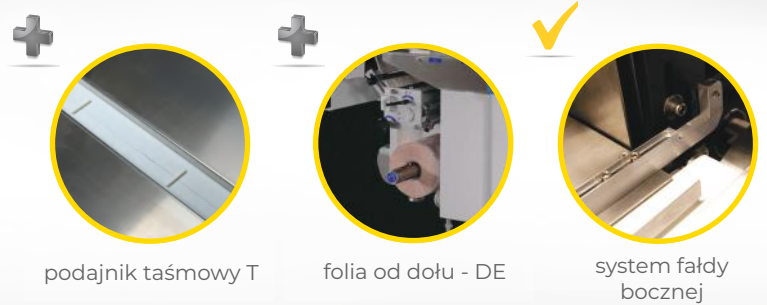 podajnik taśmowy T
folia od dołu - DE
system fałdy
bocznej